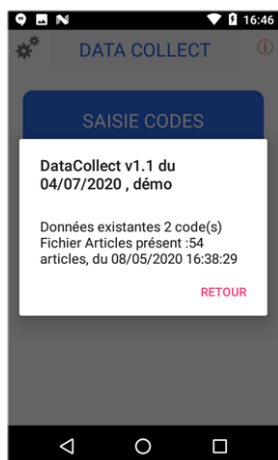 16:46
DATA COLLECT
SAISIE CODES
DataCollect v1.1 du
04/07/2020 , démo
Données existantes 2 code(s)
Fichier Articles présent :54
articles, du 08/05/2020 16:38:29
RETOUR